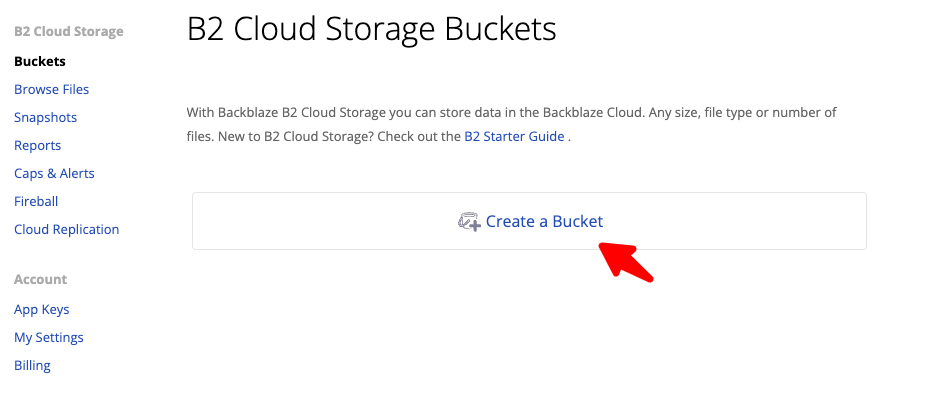 B2 Cloud Storage
Buckets
Browse Files
Snapshots
Reports
Caps & Alerts
Fireball
Cloud Replication
Account
App Keys
My Settings
Billing
B2 Cloud Storage Buckets
With Backblaze B2 Cloud Storage you can store data in the Backblaze Cloud. Any size, file type or number of
files. New to B2 Cloud Storage? Check out the B2 Starter Guide .
Create a Bucket